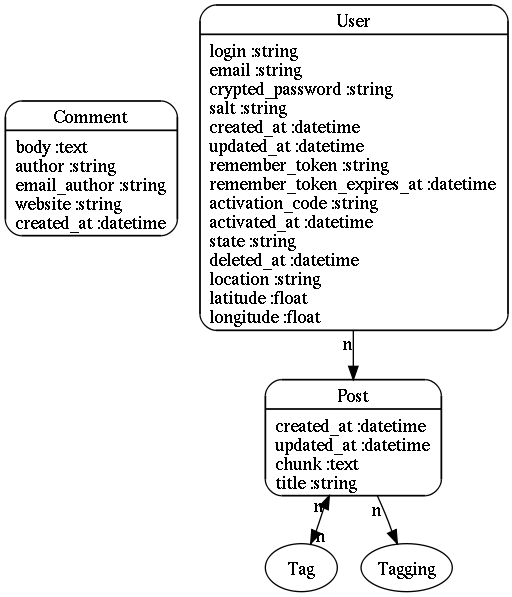 User
login :string
email :string
crypted_password :string
salt :string
created_at :datetime
updated_at :datetime
remember_token :string
remember_token_expires_at :datetime
activation_code :string
activated_at :datetime
state :string
deleted_at :datetime
location :string
latitude :float
longitude :float
Comment
body :text
author :string
email_author :string
website :string
created_at :datetime
n
Post
created_at :datetime
updated_at :datetime
chunk :text
title :string
n
n
n
Tag
Tagging